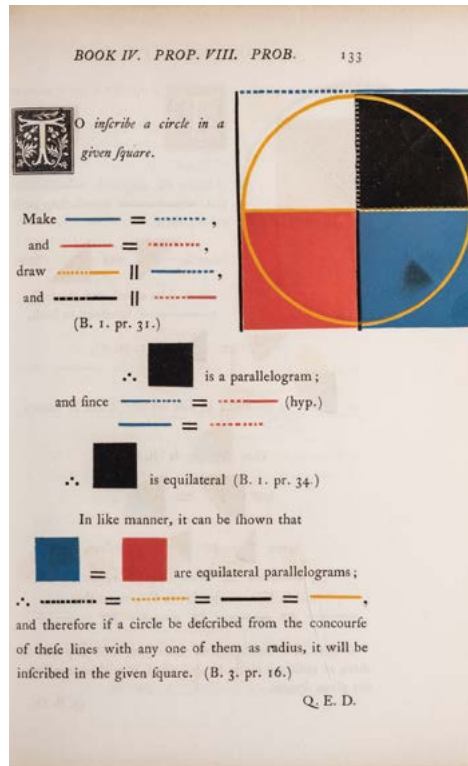 BOOK IV. PROP. VIII. PROB. 133
TO inſcribe a circle in a
given ſquare.
Make = ,
and = ,
draw || ,
and ||
(B. 1. pr. 31.)
∴ is a parallelogram ;
and ſince = (hyp.)
=
∴ is equilateral (B. 1. pr. 34.)
In like manner, it can be ſhown that
= are equilateral parallelograms ;
∴ = = = ,
and therefore if a circle be deſcribed from the concourſe
of theſe lines with any one of them as radius, it will be
inſcribed in the given ſquare. (B. 3. pr. 16.)
Q. E. D.